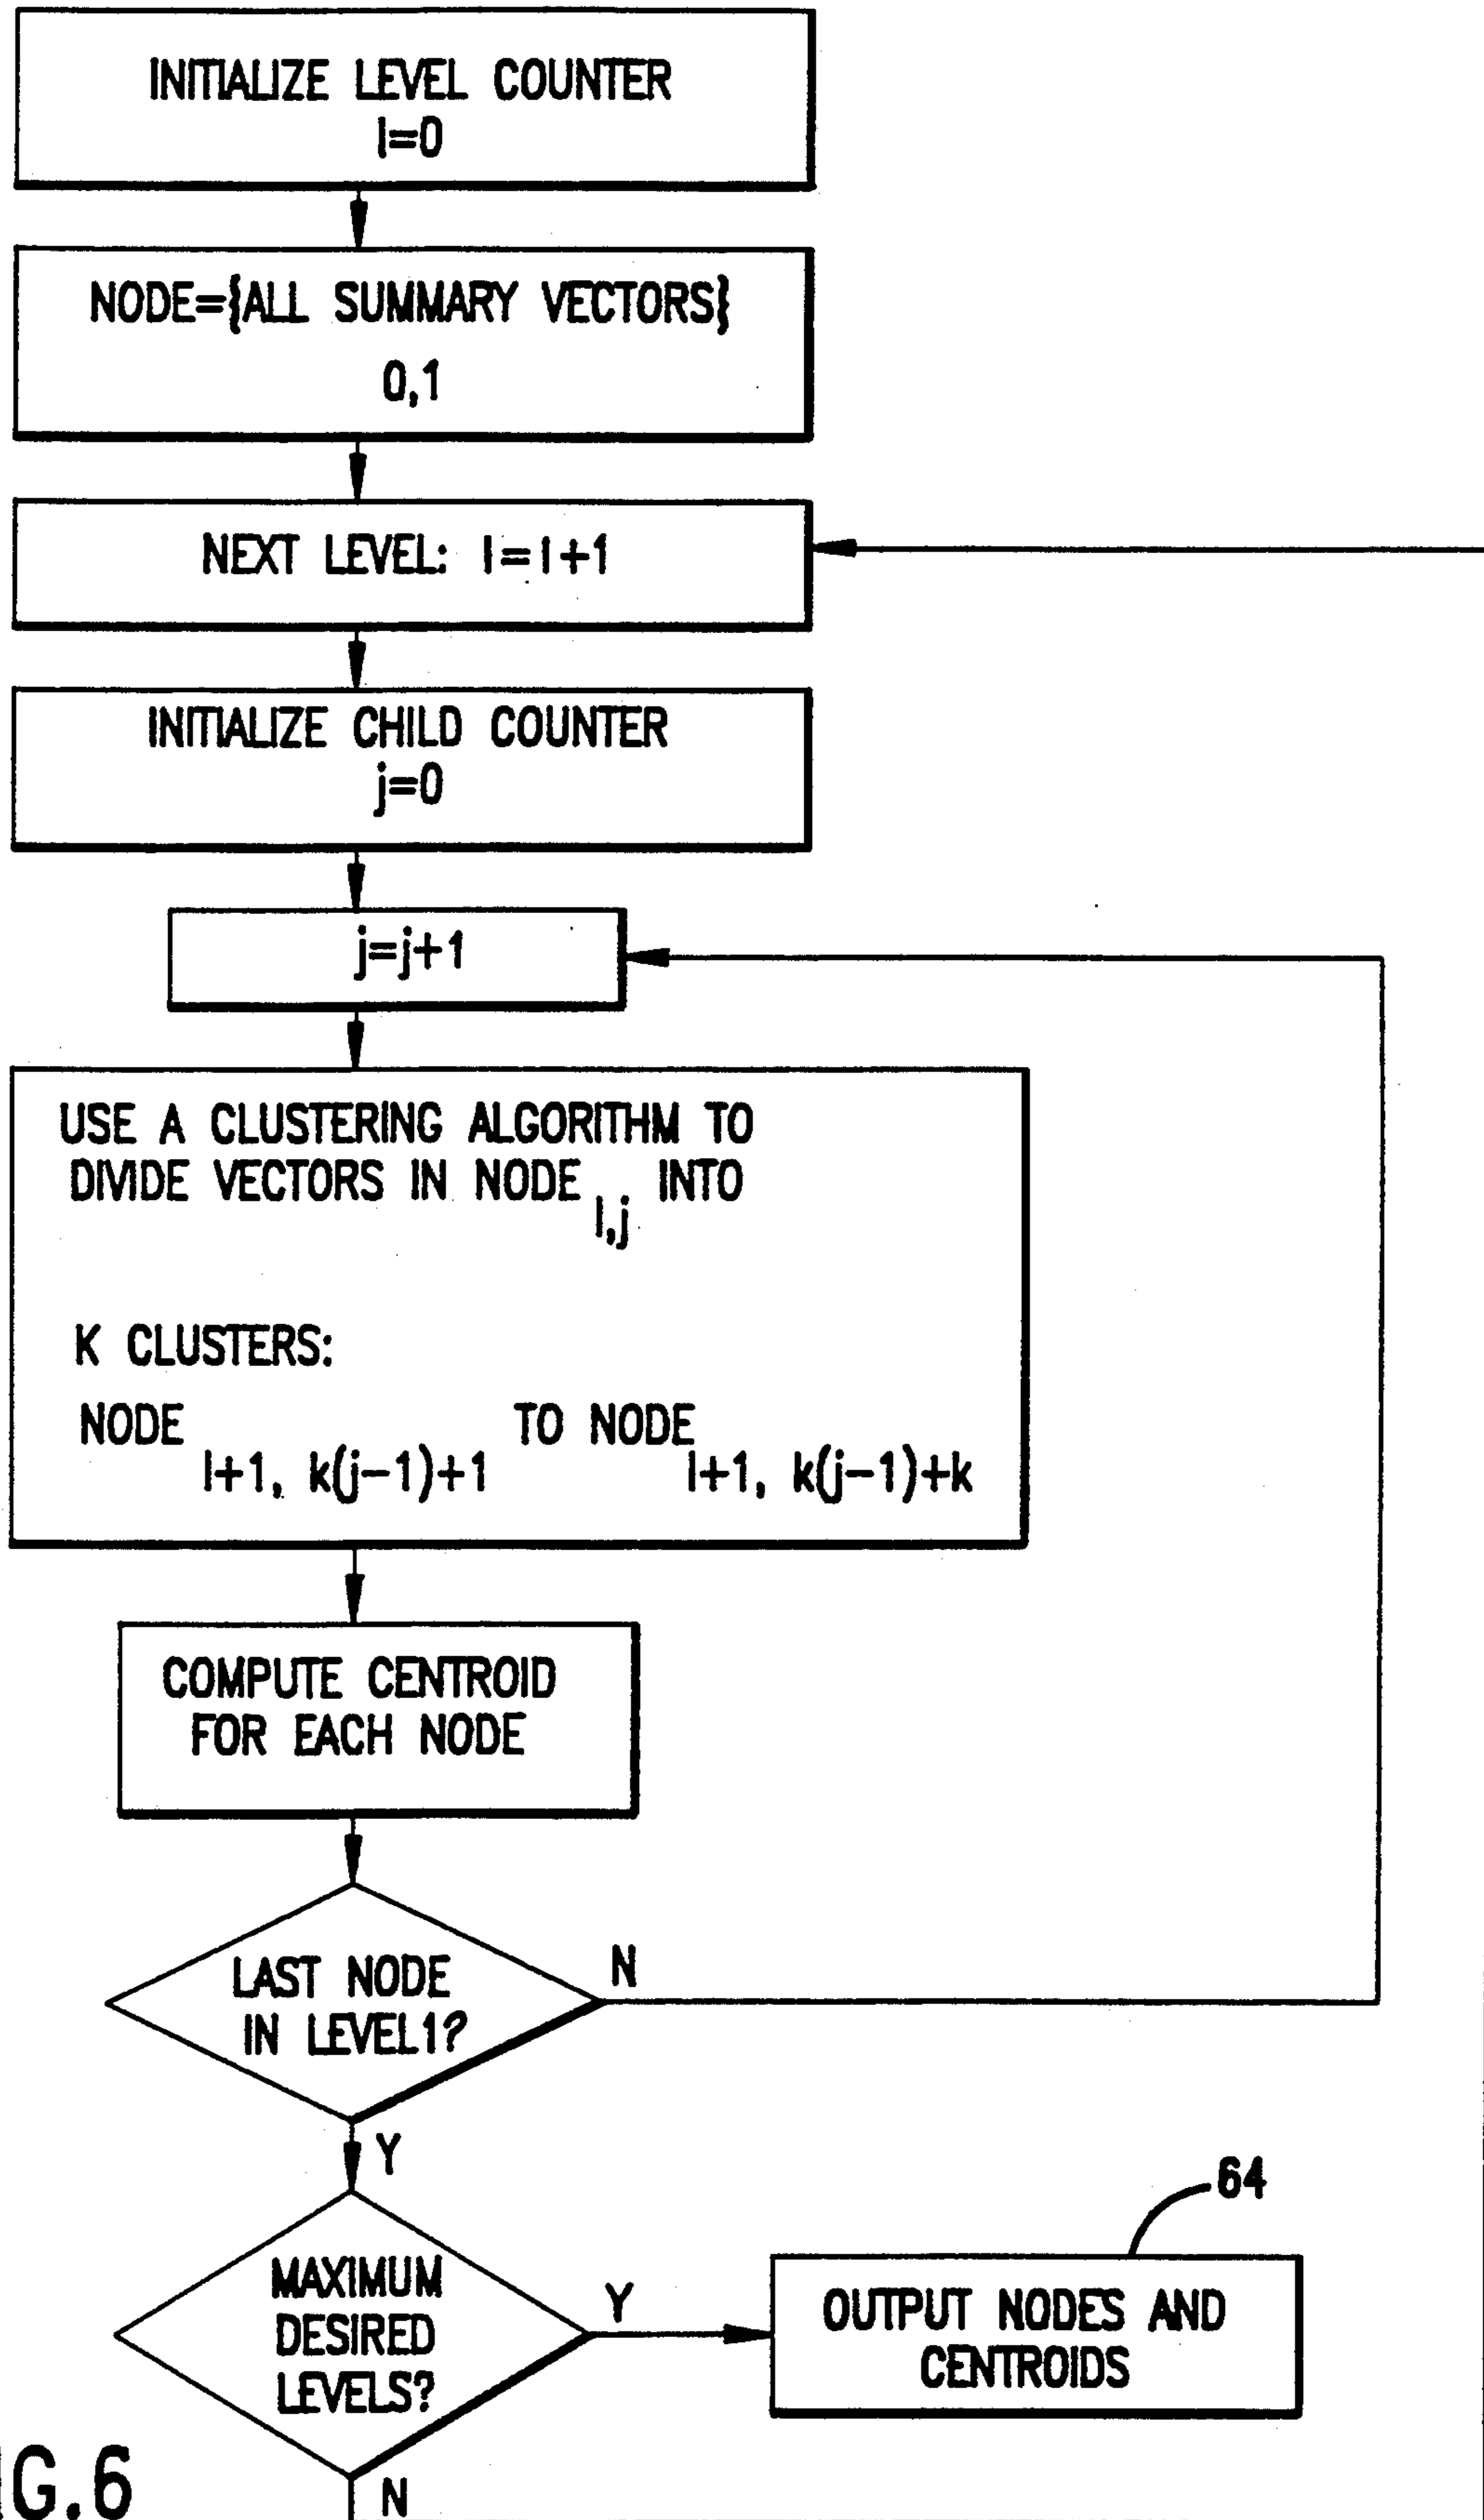 INITIALIZE LEVEL COUNTER
l=0
NODE={ALL SUMMARY VECTORS}
0,1
NEXT LEVEL: l=l+1
INITIALIZE CHILD COUNTER
j=0
j=j+1
USE A CLUSTERING ALGORITHM TO
DIVIDE VECTORS IN NODE l,j INTO
K CLUSTERS:
NODE l+1, k(j-1)+1 TO NODE l+1, k(j-1)+k
COMPUTE CENTROID
FOR EACH NODE
LAST NODE
IN LEVEL1?
N
Y
64
MAXIMUM
DESIRED
LEVELS?
Y
OUTPUT NODES AND
CENTROIDS
N
G.6